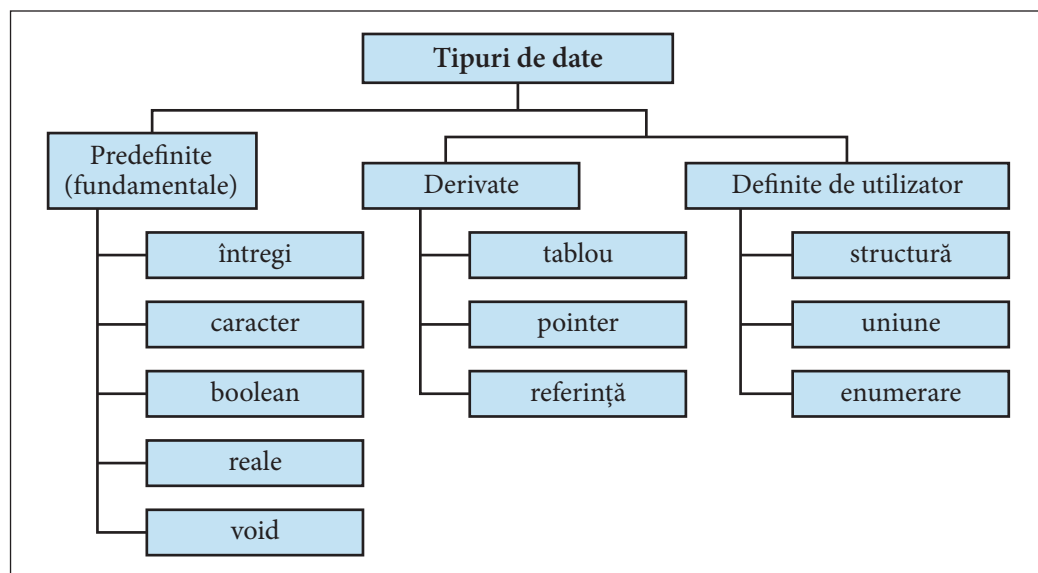 Tipuri de date
Predefinite
(fundamentale)
întregi
caracter
boolean
reale
void
Derivate
tablou
pointer
referință
Definite de utilizator
structură
uniune
enumerare